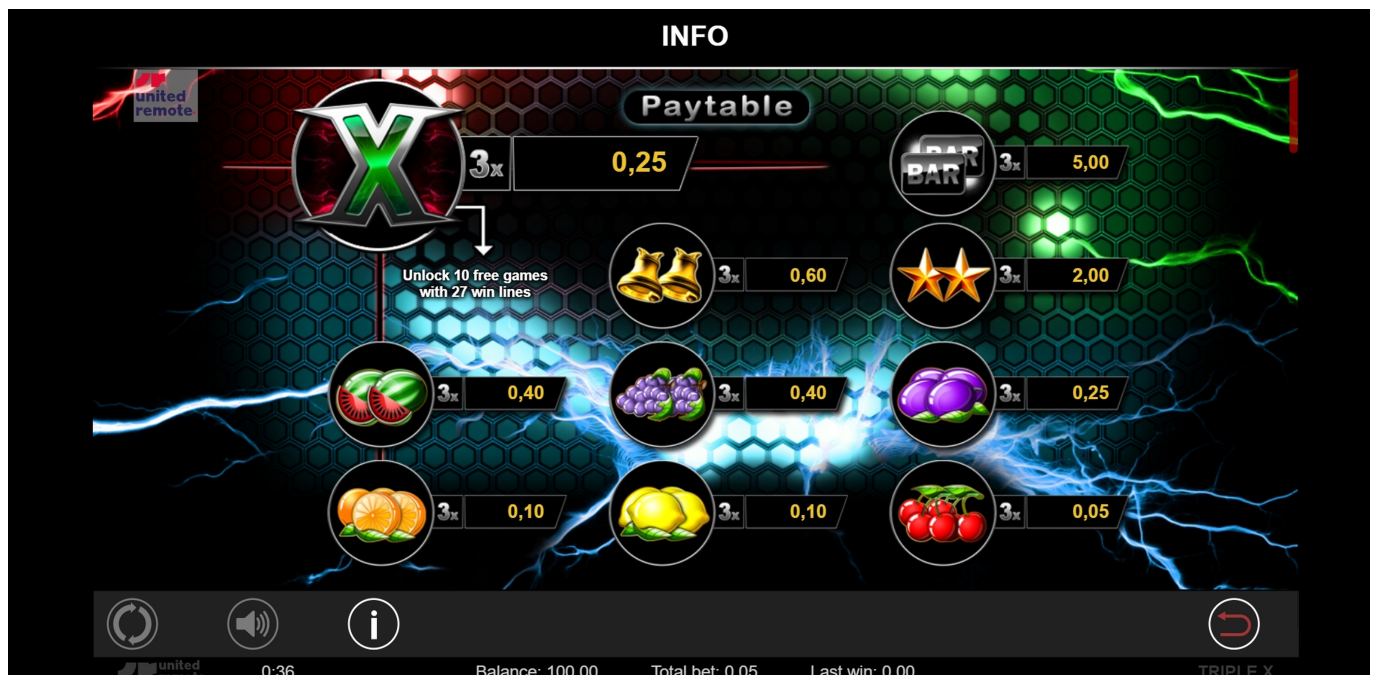 INFO
united
remote
Paytable
X
3x 0,25
BAR
BAR
3x 5,00
Unlock 10 free games
with 27 win lines
3x 0,60
3x 2,00
3x 0,40
3x 0,40
3x 0,25
3x 0,10
3x 0,10
3x 0,05
i
united
0:36
Balance: 100.00
Total bet: 0.05
Last win: 0.00
TRIPLE X